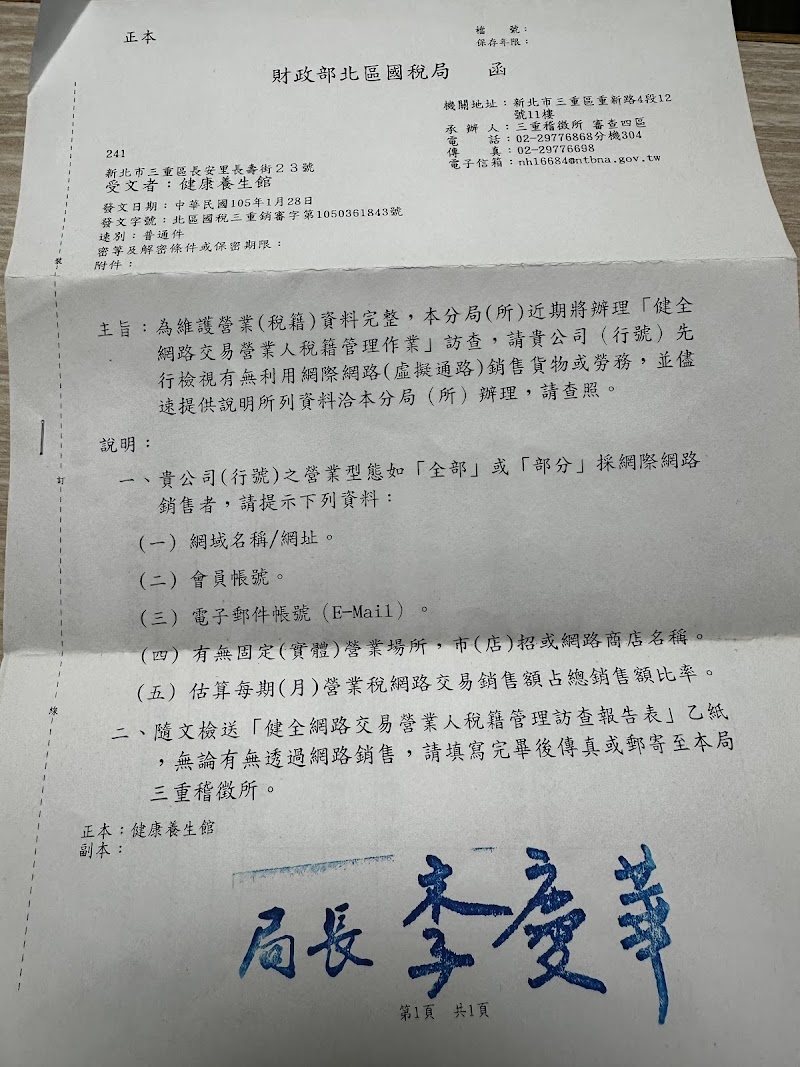 正本
檔　　號：
保存年限：
財政部北區國稅局　　函
機關地址：新北市三重區重新路4段12
號11樓
承 辦 人：三重稽徵所 審查四區
電　　話：02-29776868分機304
傳　　真：02-29776698
電子信箱：nh16684@ntbna.gov.tw
241
新北市三重區長安里長壽街２３號
受文者：健康養生館
發文日期：中華民國105年1月28日
發文字號：北區國稅三重銷審字第1050361843號
速別：普通件
密等及解密條件或保密期限：
附件：
裝
訂
線
主旨：為維護營業(稅籍)資料完整，本分局(所)近期將辦理「健全
網路交易營業人稅籍管理作業」訪查，請貴公司（行號）先
行檢視有無利用網際網路(虛擬通路)銷售貨物或勞務，並儘
速提供說明所列資料洽本分局（所）辦理，請查照。
說明：
一、貴公司(行號)之營業型態如「全部」或「部分」採網際網路
銷售者，請提示下列資料：
(一) 網域名稱/網址。
(二) 會員帳號。
(三) 電子郵件帳號（E-Mail）。
(四) 有無固定(實體)營業場所，市(店)招或網路商店名稱。
(五) 估算每期(月)營業稅網路交易銷售額占總銷售額比率。
二、隨文檢送「健全網路交易營業人稅籍管理訪查報告表」乙紙
，無論有無透過網路銷售，請填寫完畢後傳真或郵寄至本局
三重稽徵所。
正本：健康養生館
副本：
局長 李慶華
第1頁　共1頁